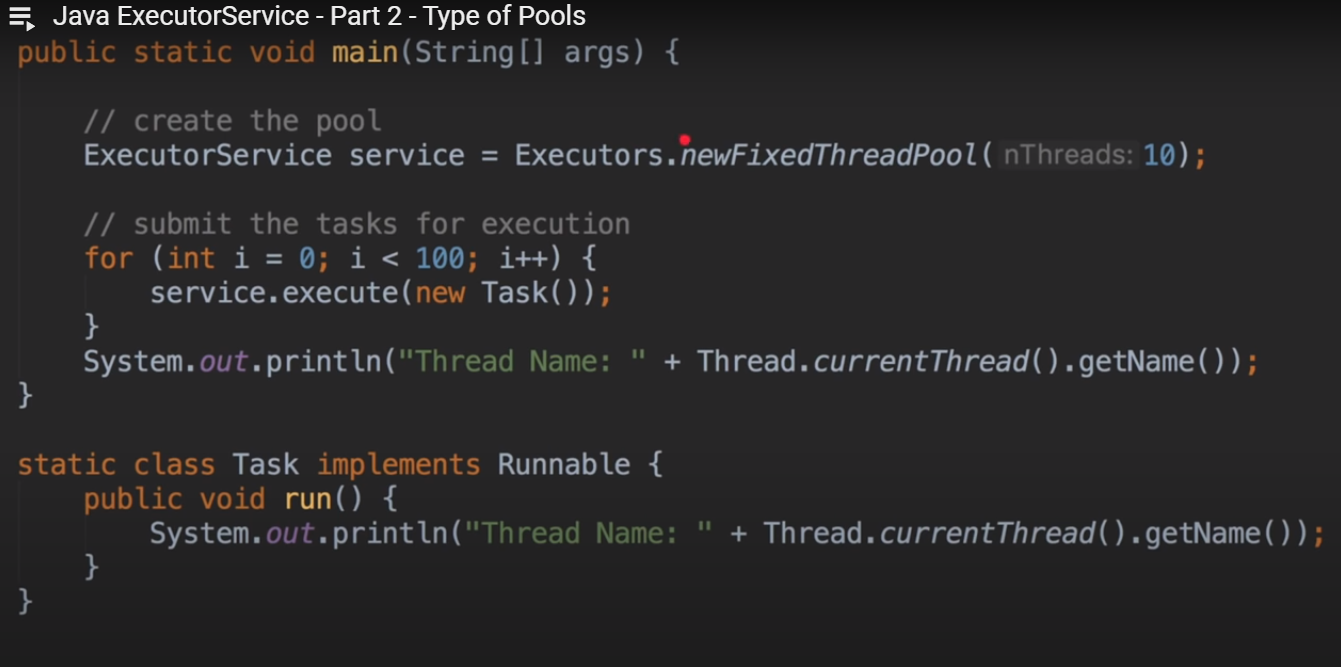 Java ExecutorService - Part 2 - Type of Pools
public static void main(String[] args) {
// create the pool
ExecutorService service = Executors.newFixedThreadPool( nThreads: 10);
// submit the tasks for execution
for (int i = 0; i < 100; i++) {
service.execute(new Task());
}
System.out.println("Thread Name: " + Thread.currentThread().getName());
}
static class Task implements Runnable {
public void run() {
System.out.println("Thread Name: " + Thread.currentThread().getName());
}
}